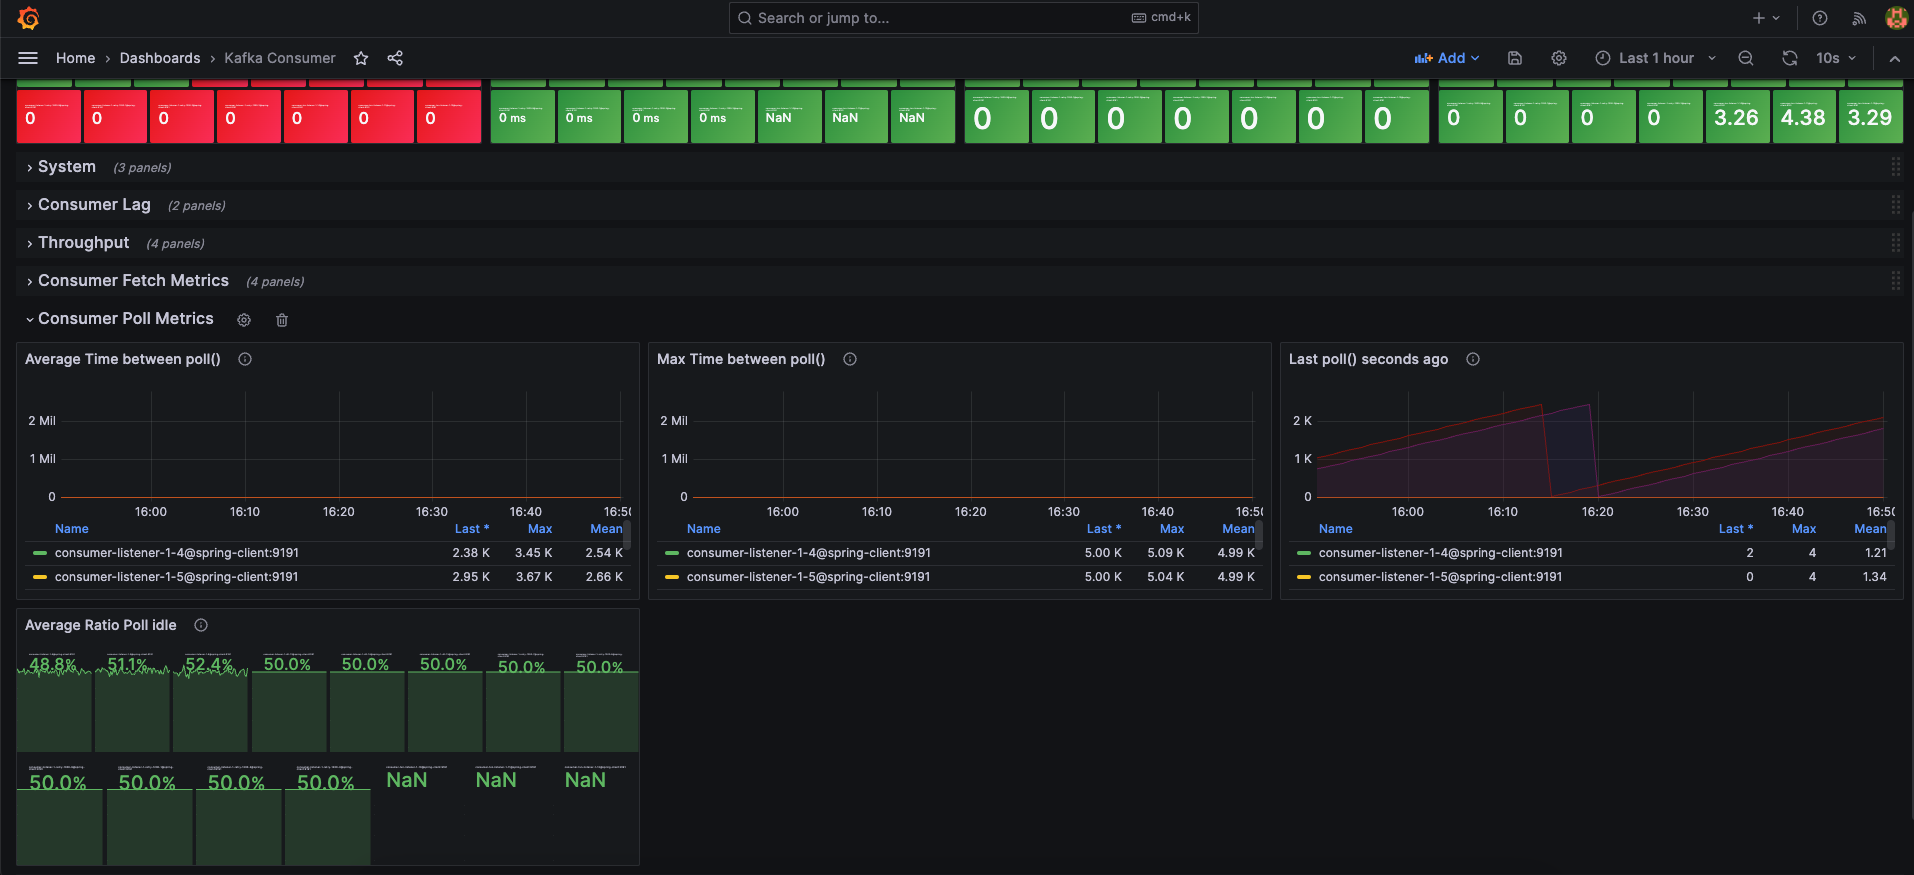 Search or jump to... cmd+k
Home › Dashboards › Kafka Consumer
Add Last 1 hour 10s
0 0 0 0 0 0 0 0 ms 0 ms 0 ms 0 ms NaN NaN NaN 0 0 0 0 0 0 0 0 0 0 0 3.26 4.38 3.29
System (3 panels)
Consumer Lag (2 panels)
Throughput (4 panels)
Consumer Fetch Metrics (4 panels)
Consumer Poll Metrics
Average Time between poll()
2 Mil
1 Mil
0
16:00 16:10 16:20 16:30 16:40 16:50
Name Last * Max Mean
consumer-listener-1-4@spring-client:9191 2.38 K 3.45 K 2.54 K
consumer-listener-1-5@spring-client:9191 2.95 K 3.67 K 2.66 K
Max Time between poll()
2 Mil
1 Mil
0
16:00 16:10 16:20 16:30 16:40 16:50
Name Last * Max Mean
consumer-listener-1-4@spring-client:9191 5.00 K 5.09 K 4.99 K
consumer-listener-1-5@spring-client:9191 5.00 K 5.04 K 4.99 K
Last poll() seconds ago
2 K
1 K
0
16:00 16:10 16:20 16:30 16:40 16:50
Name Last * Max Mean
consumer-listener-1-4@spring-client:9191 2 4 1.21
consumer-listener-1-5@spring-client:9191 0 4 1.34
Average Ratio Poll idle
48.8% 51.1% 52.4% 50.0% 50.0% 50.0% 50.0% 50.0%
50.0% 50.0% 50.0% 50.0% NaN NaN NaN